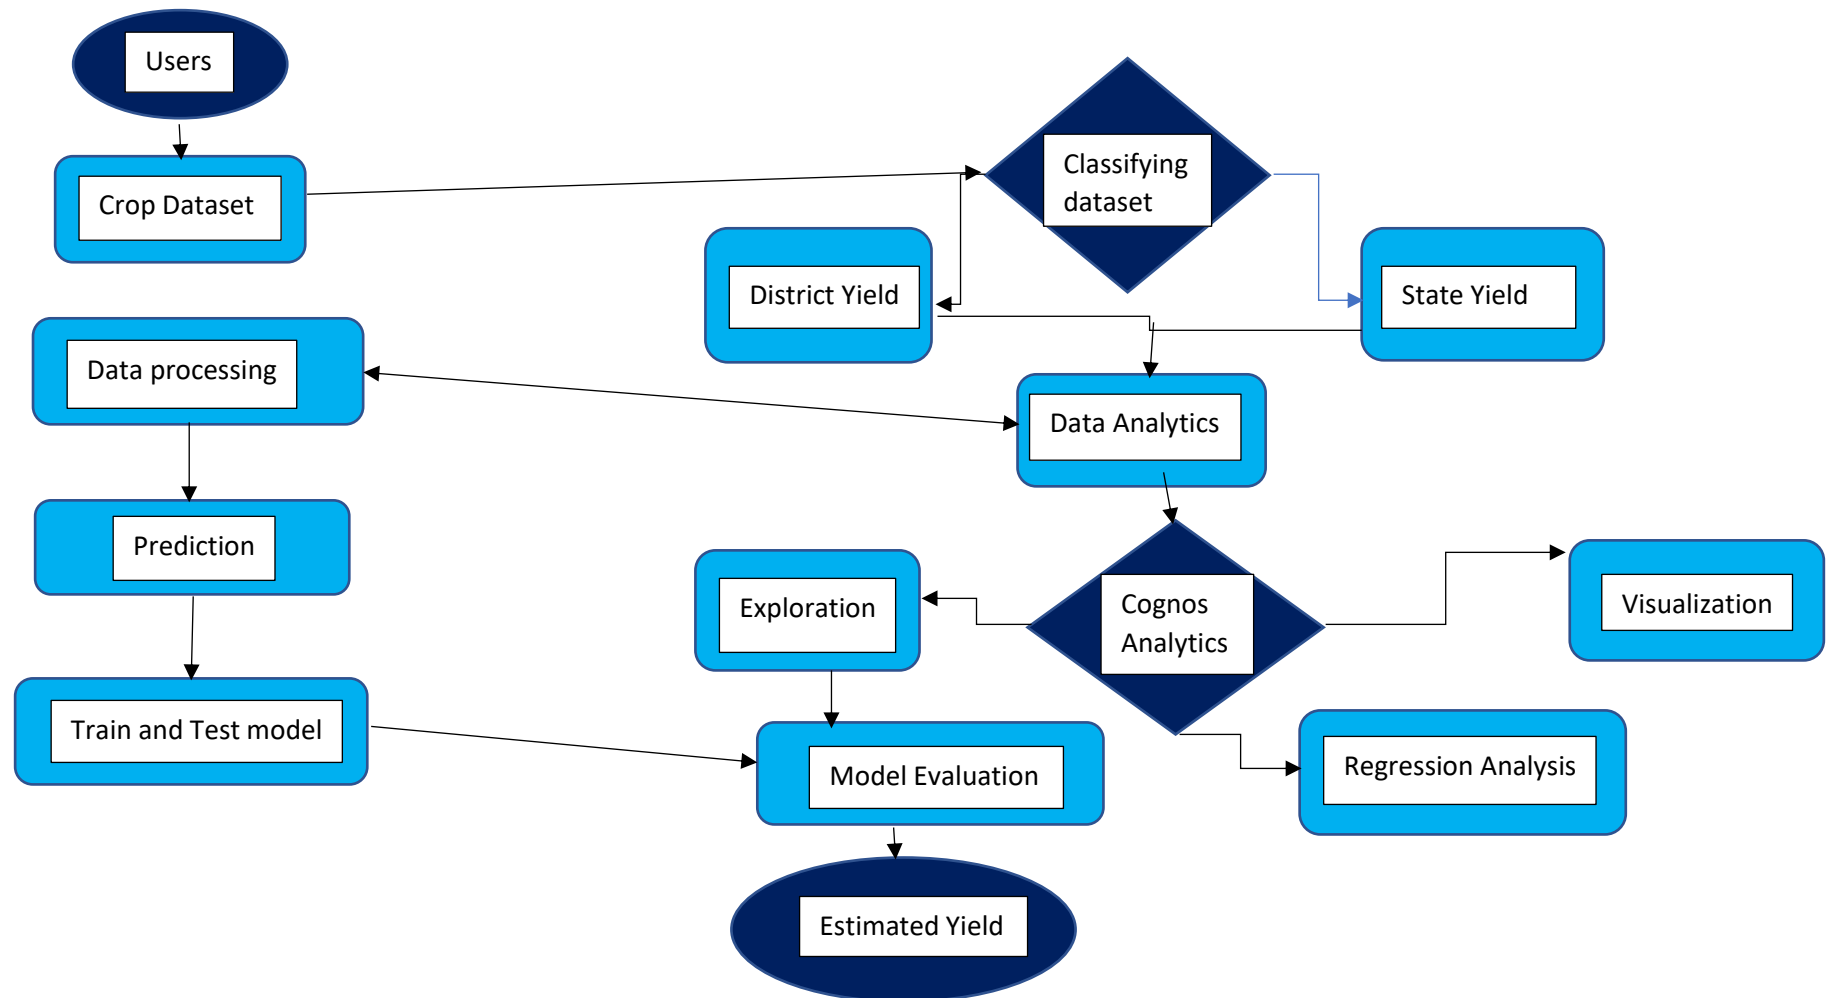 Users
Crop Dataset
Classifying
dataset
District Yield
State Yield
Data processing
Data Analytics
Prediction
Exploration
Cognos
Analytics
Visualization
Train and Test model
Model Evaluation
Regression Analysis
Estimated Yield